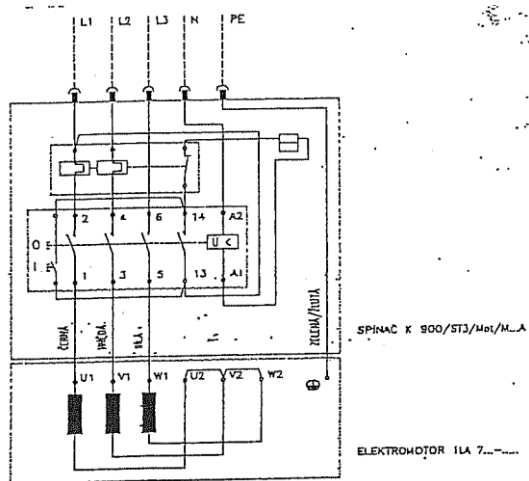 L1 L2 L3 N PE
2 4 6 14 A2
O
U <
I
1 3 5 13 A1
ČERNÁ HNĚDÁ BÍLÁ ZELENÁ/ŽLUTÁ
SPÍNAČ K 900/ST3/Mot/M...A
U1 V1 W1 U2 V2 W2
ELEKTROMOTOR 1LA 7...-.....